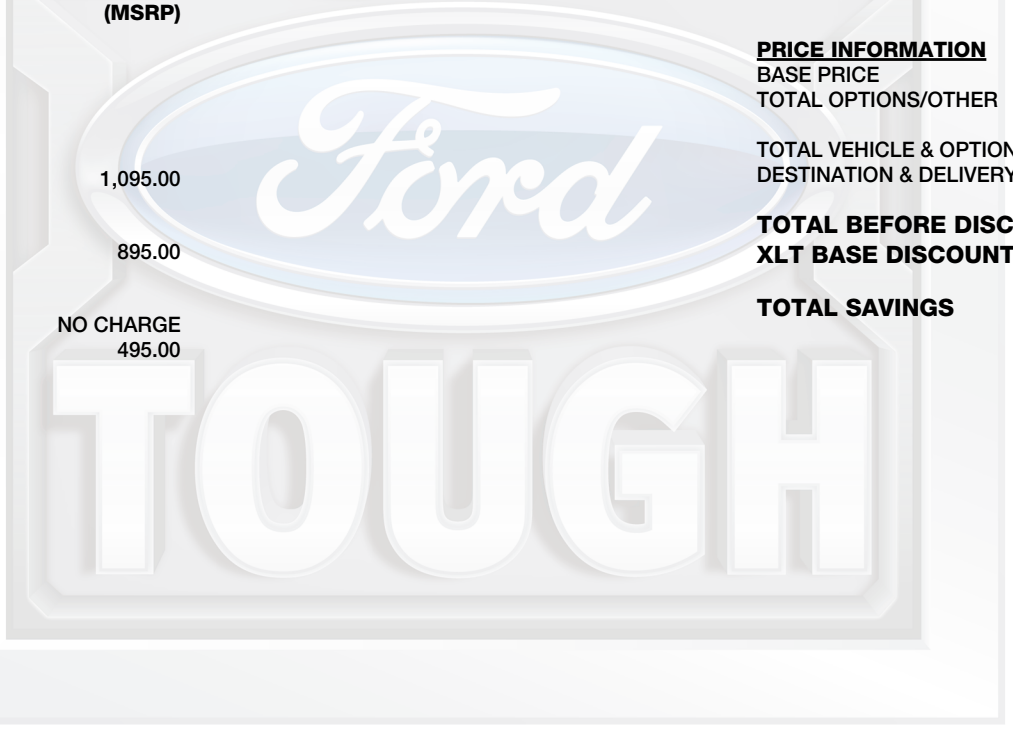 (MSRP)
1,095.00
895.00
NO CHARGE
495.00
PRICE INFORMATION
BASE PRICE
TOTAL OPTIONS/OTHER
TOTAL VEHICLE & OPTION
DESTINATION & DELIVERY
TOTAL BEFORE DISC
XLT BASE DISCOUNT
TOTAL SAVINGS
Ford
TOUGH